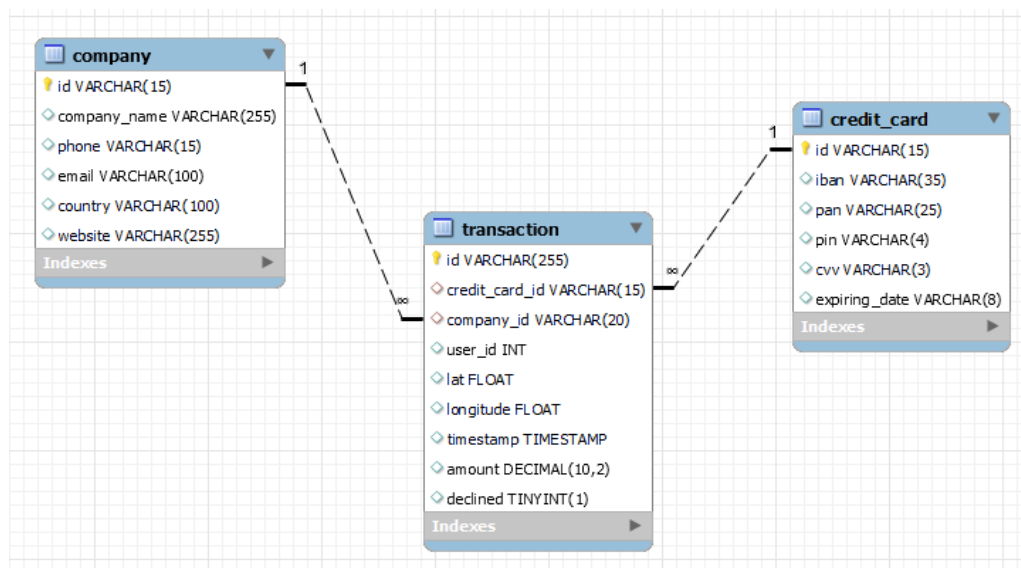 company
id VARCHAR(15)
company_name VARCHAR(255)
phone VARCHAR(15)
email VARCHAR(100)
country VARCHAR(100)
website VARCHAR(255)
Indexes
1
∞
transaction
id VARCHAR(255)
credit_card_id VARCHAR(15)
company_id VARCHAR(20)
user_id INT
lat FLOAT
longitude FLOAT
timestamp TIMESTAMP
amount DECIMAL(10,2)
declined TINYINT(1)
Indexes
∞
1
credit_card
id VARCHAR(15)
iban VARCHAR(35)
pan VARCHAR(25)
pin VARCHAR(4)
cvv VARCHAR(3)
expiring_date VARCHAR(8)
Indexes